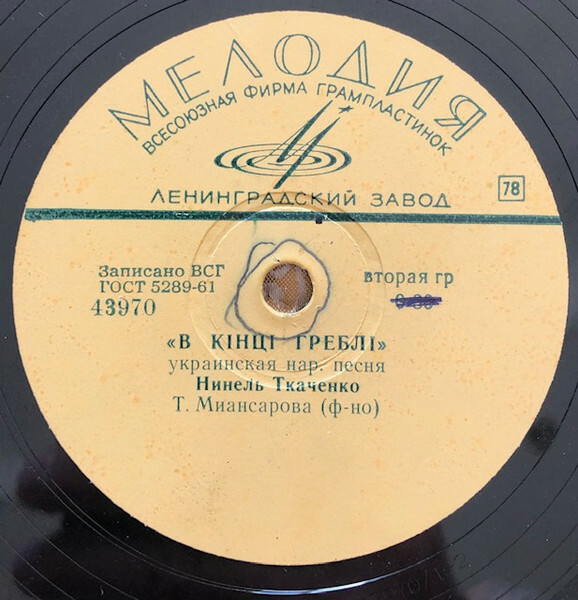 МЕЛОДИЯ
ВСЕСОЮЗНАЯ ФИРМА ГРАМПЛАСТИНОК
ЛЕНИНГРАДСКИЙ ЗАВОД
78
Записано ВСГ
ГОСТ 5289-61
43970
вторая гр
«В КІНЦІ ГРЕБЛІ»
украинская нар. песня
Нинель Ткаченко
Т. Миансарова (ф-но)